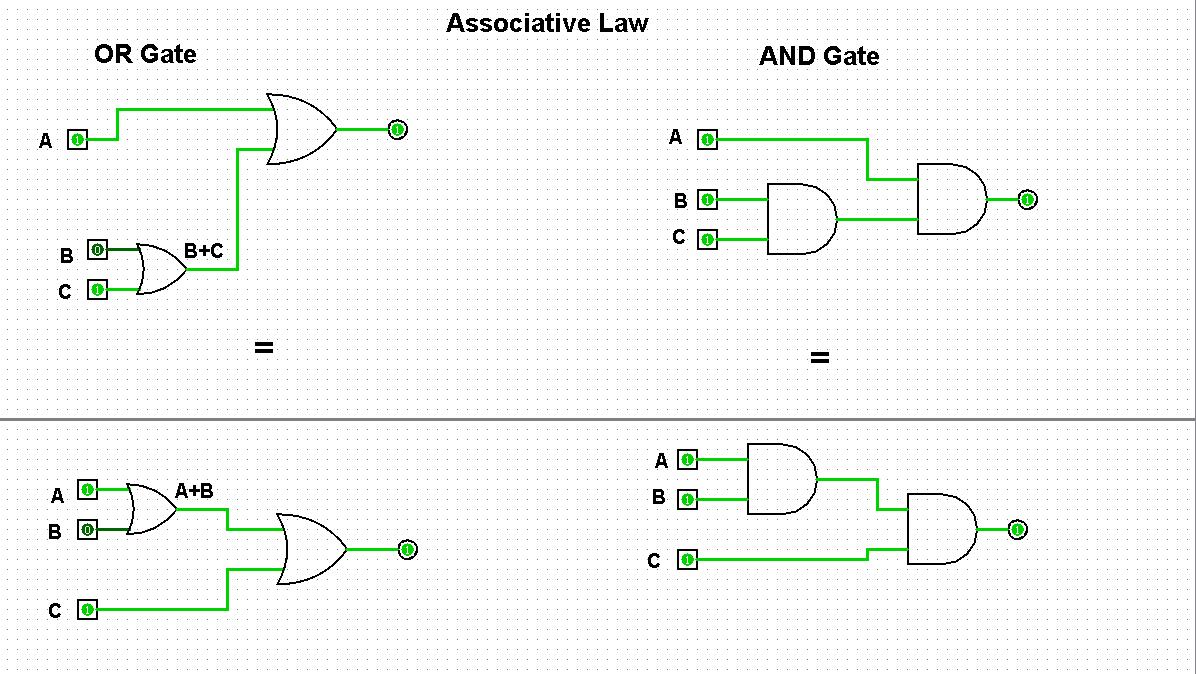 Associative Law
OR Gate
AND Gate
A 1
1
B 0
B+C
C 1
=
A 1
B 1
1
C 1
=
A 1
A+B
B 0
1
C 1
A 1
B 1
1
C 1